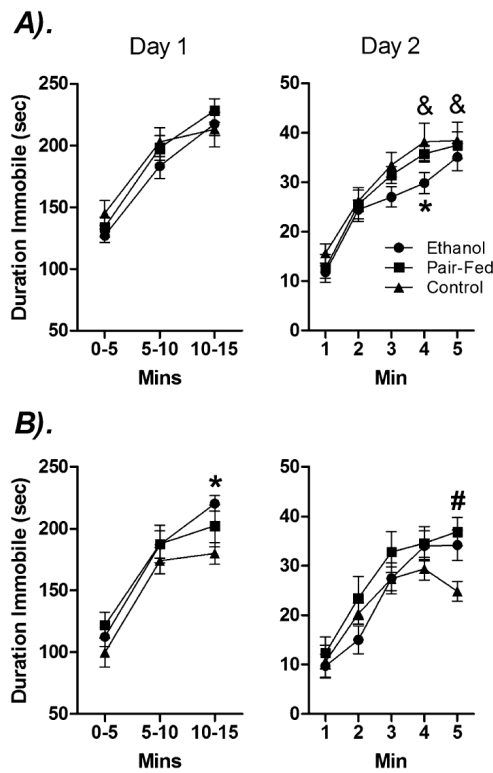 A).
Day 1
Day 2
Duration Immobile (sec)
250
200
150
100
50
0-5 5-10 10-15
Mins
50
40
30
20
10
0
& &
*
Ethanol
Pair-Fed
Control
1 2 3 4 5
Min
B).
Duration Immobile (sec)
250
200
150
100
50
*
0-5 5-10 10-15
Mins
50
40
30
20
10
0
#
1 2 3 4 5
Min